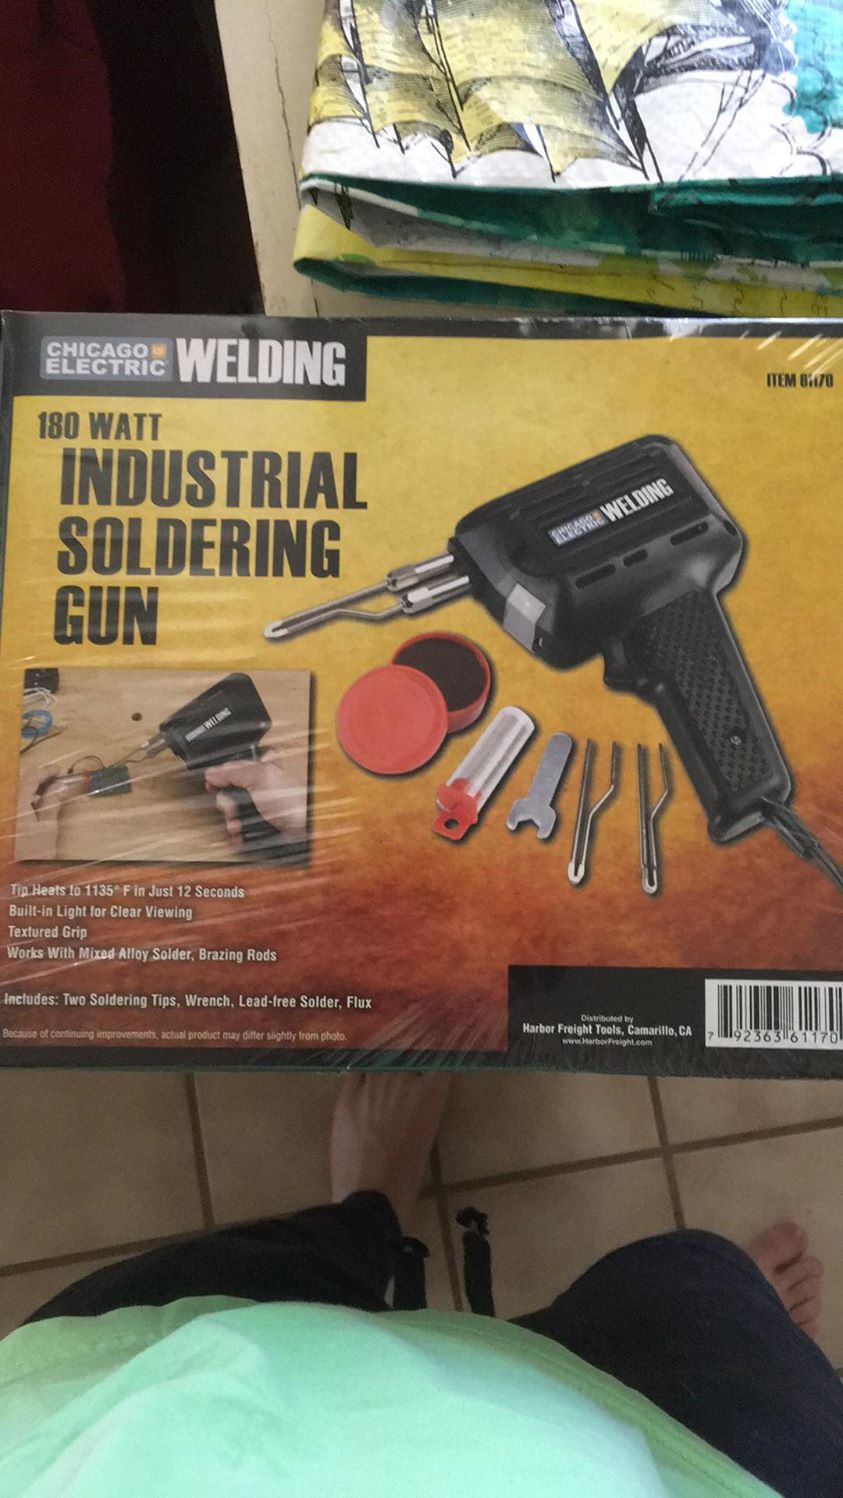 CHICAGO ELECTRIC WELDING
ITEM 61170
180 WATT
INDUSTRIAL
SOLDERING
GUN
CHICAGO ELECTRIC WELDING
WELDING
Tip Heats to 1135° F in Just 12 Seconds
Built-in Light for Clear Viewing
Textured Grip
Works With Mixed Alloy Solder, Brazing Rods
Includes: Two Soldering Tips, Wrench, Lead-free Solder, Flux
Because of continuing improvements, actual product may differ slightly from photo.
Distributed by
Harbor Freight Tools, Camarillo, CA
www.HarborFreight.com
7 92363 61170